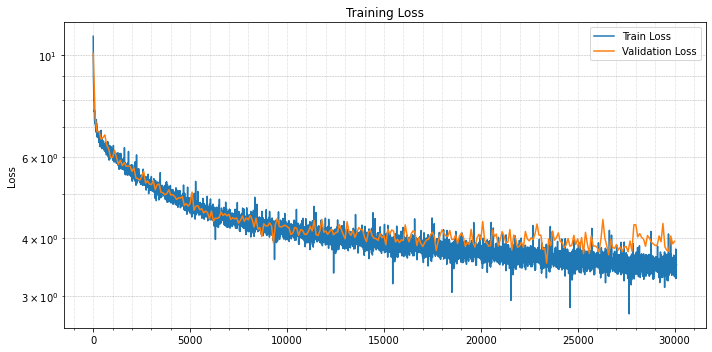 Training Loss
Train Loss
Validation Loss
Loss
10¹
6 × 10⁰
4 × 10⁰
3 × 10⁰
0 5000 10000 15000 20000 25000 30000